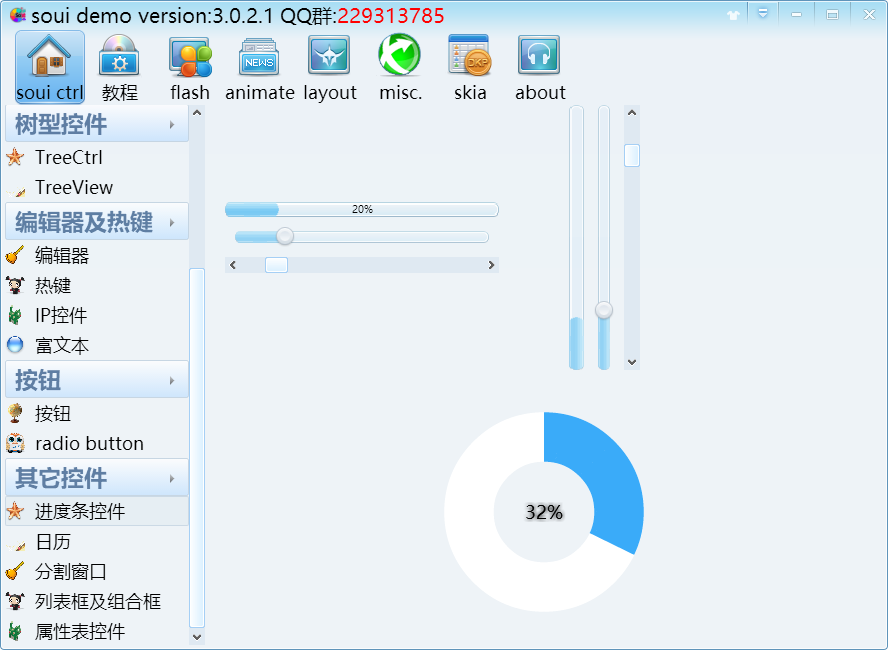 soui demo version:3.0.2.1 QQ群:229313785
soui ctrl 教程 flash animate layout misc. skia about
NEWS
DKP
树型控件
TreeCtrl
TreeView
编辑器及热键
编辑器
热键
IP控件
富文本
按钮
按钮
radio button
其它控件
进度条控件
日历
分割窗口
列表框及组合框
属性表控件
20%
32%